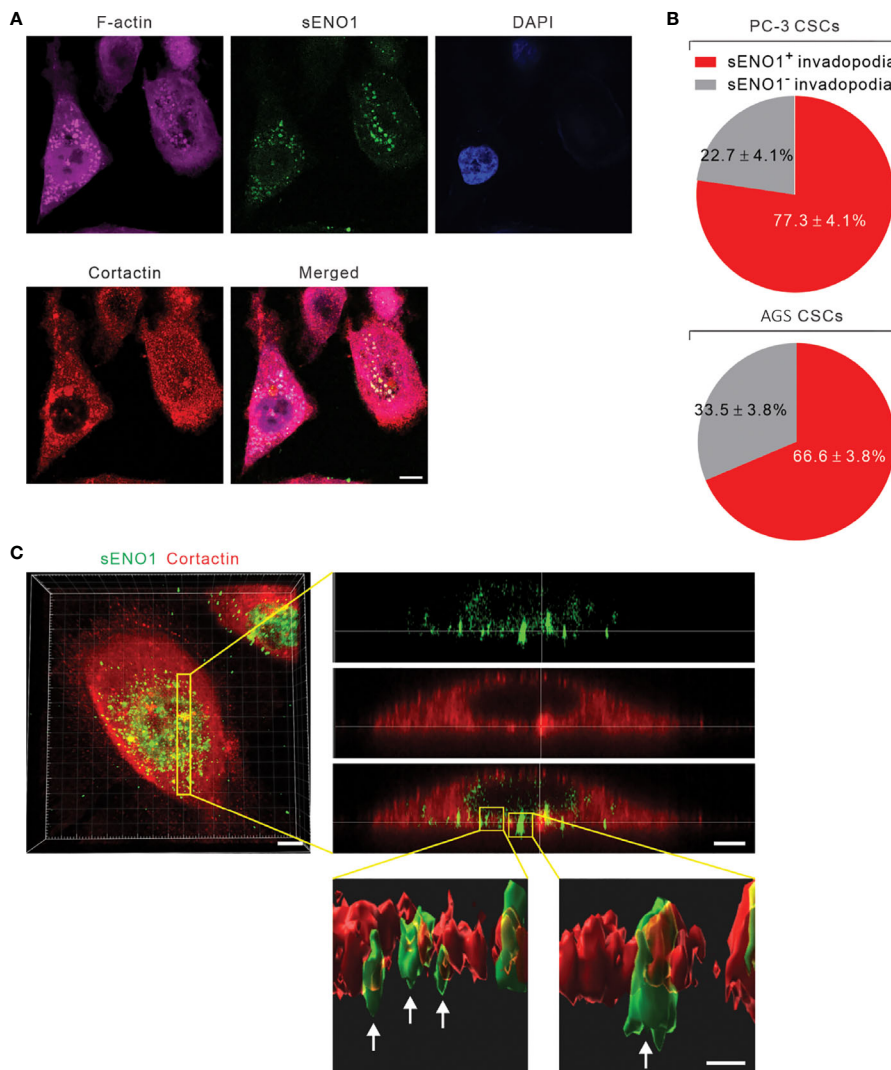 A
F-actin
sENO1
DAPI
Cortactin
Merged
B
PC-3 CSCs
sENO1+ invadopodia
sENO1- invadopodia
22.7 ± 4.1%
77.3 ± 4.1%
AGS CSCs
33.5 ± 3.8%
66.6 ± 3.8%
C
sENO1 Cortactin